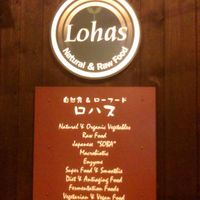 Lohas
Natural & Raw Food
自然食 & ローフード
ロハス
Natural & Organic Vegetables
Raw Food
Japanese "SOBA"
Macrobiotic
Enzyme
Super Food & Smoothie
Diet & Antiaging Food
Fermentation Foods
Vegeterian & Vegan Food